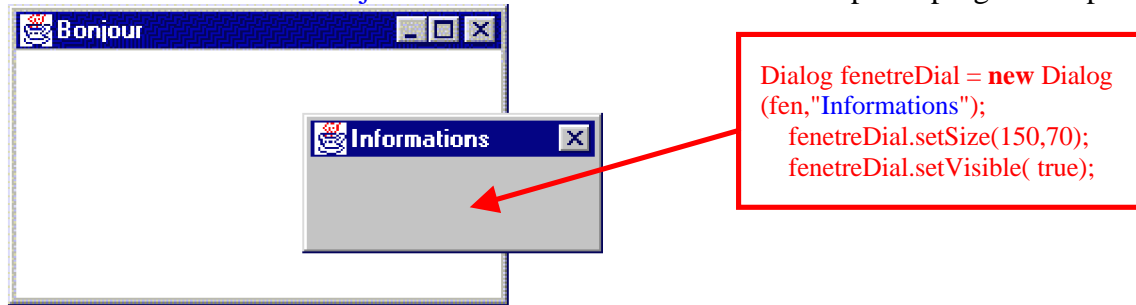 Bonjour
Informations
Dialog fenetreDial = new Dialog
(fen,"Informations");
fenetreDial.setSize(150,70);
fenetreDial.setVisible( true);